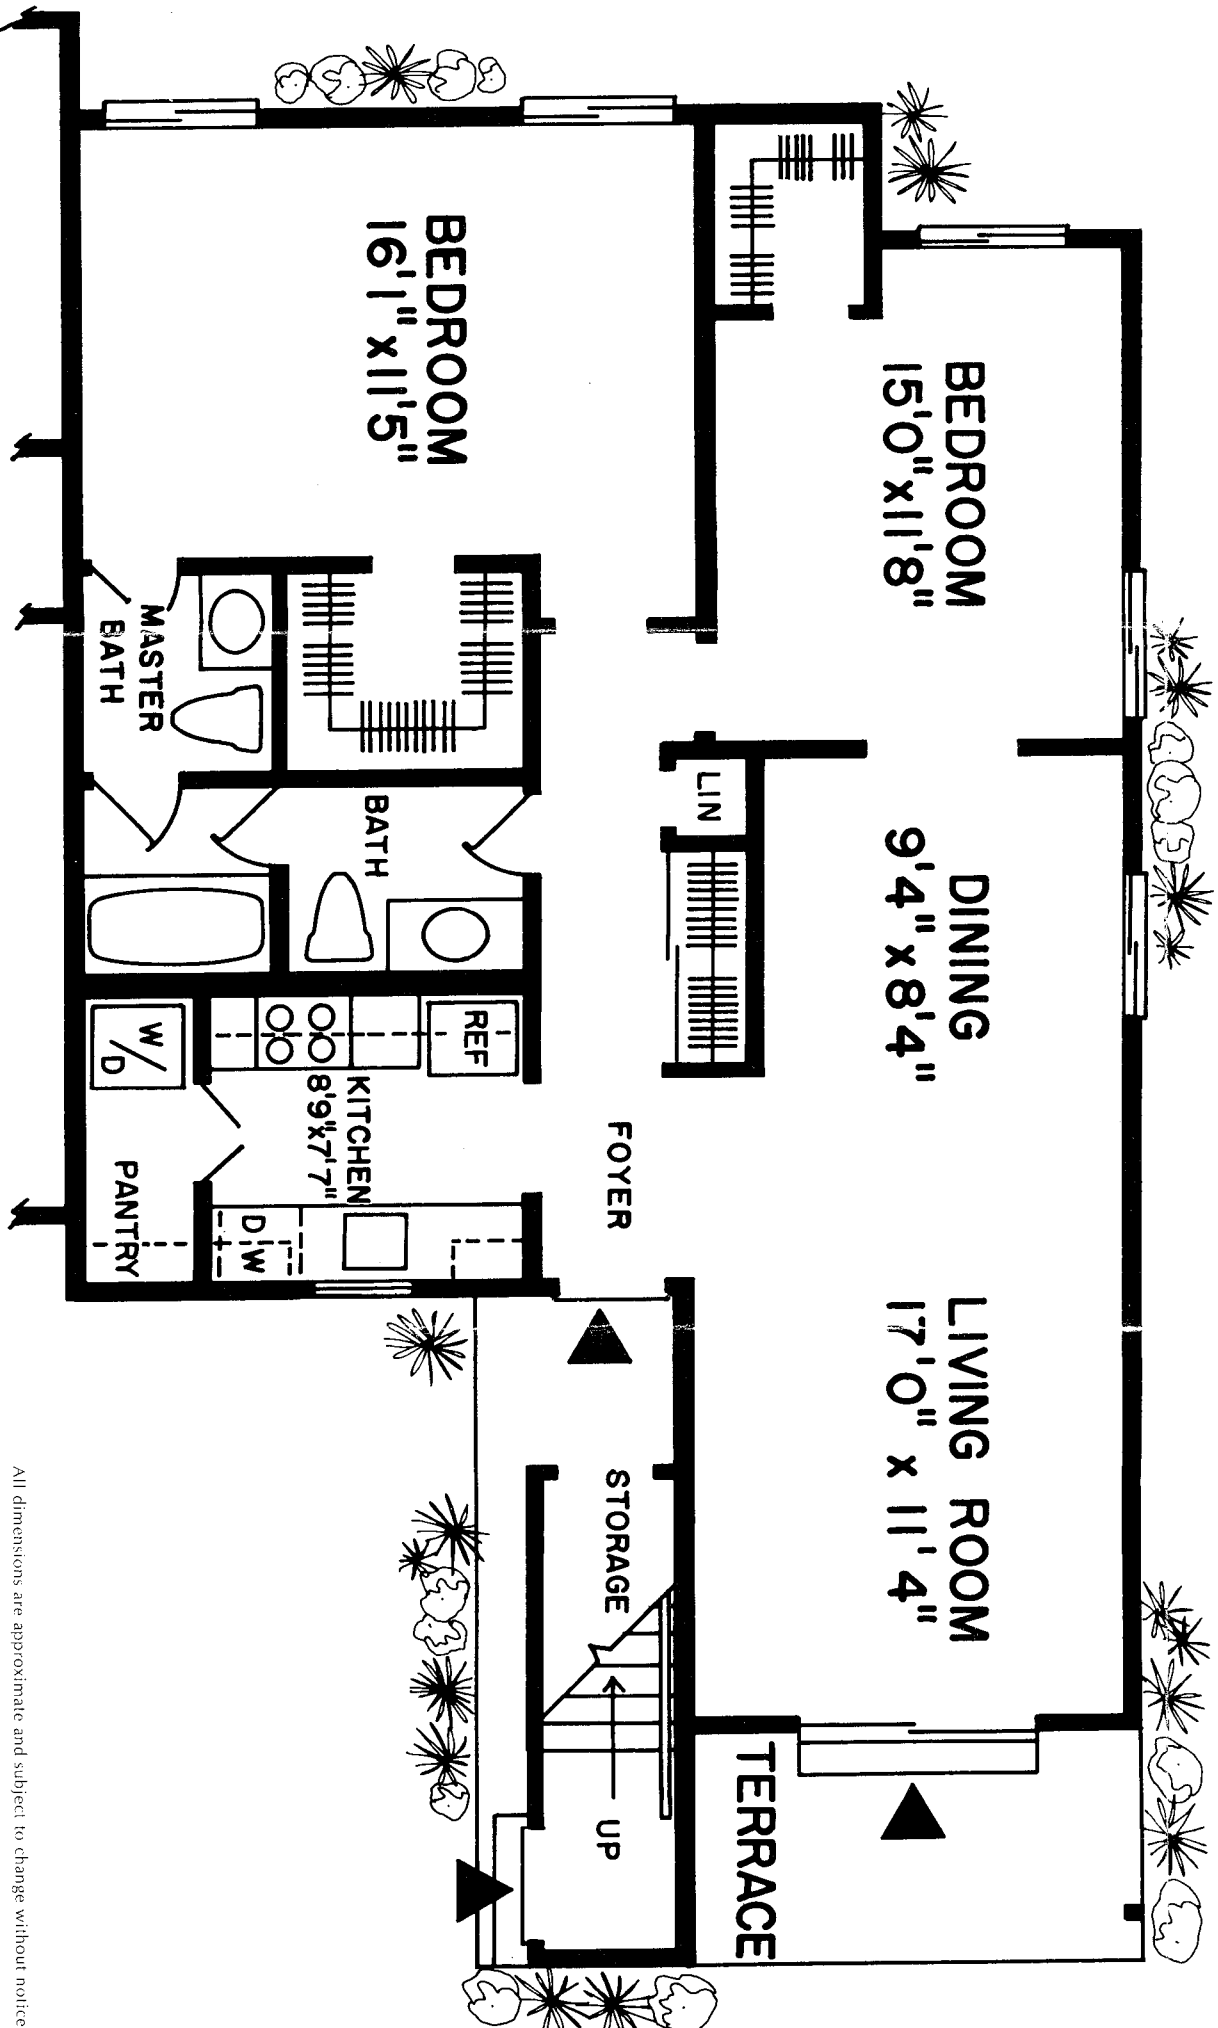 BEDROOM
15'0"x11'8"
DINING
9'4"x8'4"
LIVING ROOM
17'0" x 11'4"
TERRACE
LIN
FOYER
STORAGE
UP
BEDROOM
16'1"x11'5"
REF
BATH
KITCHEN
8'9"x7'7"
DW
MASTER
BATH
W/D
PANTRY
All dimensions are approximate and subject to change without notice